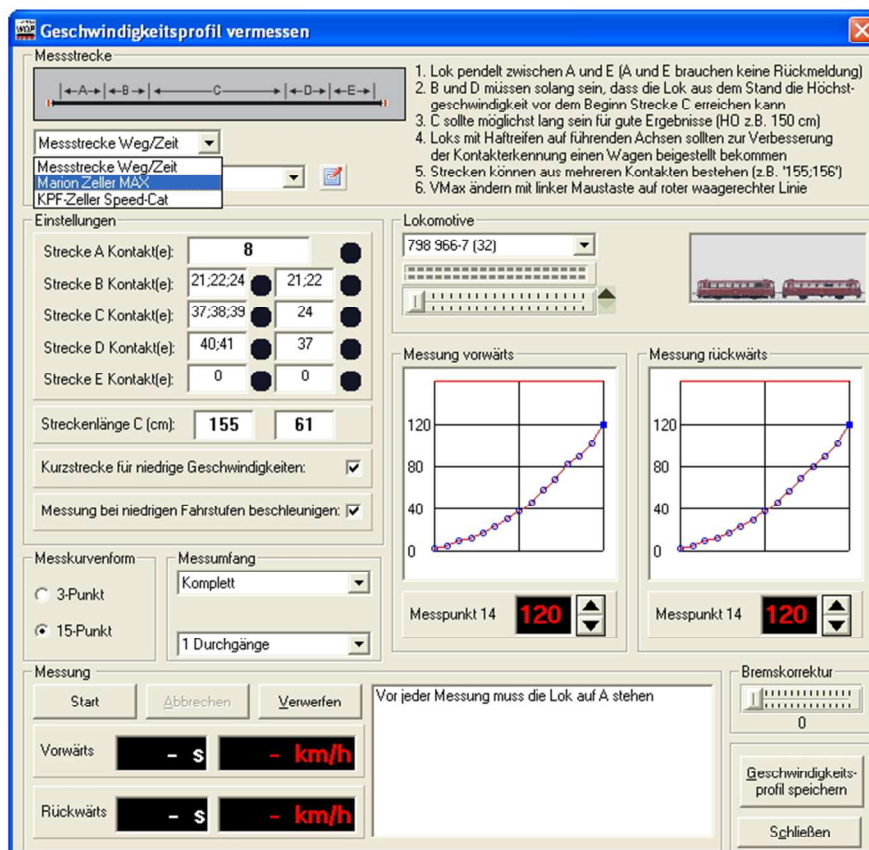 WDP
Geschwindigkeitsprofil vermessen
Messstrecke
A B C D E
1. Lok pendelt zwischen A und E (A und E brauchen keine Rückmeldung)
2. B und D müssen solang sein, dass die Lok aus dem Stand die Höchst-
geschwindigkeit vor dem Beginn Strecke C erreichen kann
3. C sollte möglichst lang sein für gute Ergebnisse (HO z.B. 150 cm)
4. Loks mit Haftreifen auf führenden Achsen sollten zur Verbesserung
der Kontakterkennung einen Wagen beigestellt bekommen
5. Strecken können aus mehreren Kontakten bestehen (z.B. '155;156')
6. VMax ändern mit linker Maustaste auf roter waagerechter Linie
Messstrecke Weg/Zeit
Messstrecke Weg/Zeit
Marion Zeller MAX
KPF-Zeller Speed-Cat
Einstellungen
Strecke A Kontakt(e): 8
Strecke B Kontakt(e): 21;22;24 21;22
Strecke C Kontakt(e): 37;38;39 24
Strecke D Kontakt(e): 40;41 37
Strecke E Kontakt(e): 0 0
Streckenlänge C (cm): 155 61
Kurzstrecke für niedrige Geschwindigkeiten:
Messung bei niedrigen Fahrstufen beschleunigen:
Lokomotive
798 966-7 (32)
Messung vorwärts
120
80
40
0
Messpunkt 14 120
Messung rückwärts
120
80
40
0
Messpunkt 14 120
Messkurvenform
3-Punkt
15-Punkt
Messumfang
Komplett
1 Durchgänge
Messung
Start Abbrechen Verwerfen
Vorwärts - s - km/h
Rückwärts - s - km/h
Vor jeder Messung muss die Lok auf A stehen
Bremskorrektur
0
Geschwindigkeits-
profil speichern
Schließen